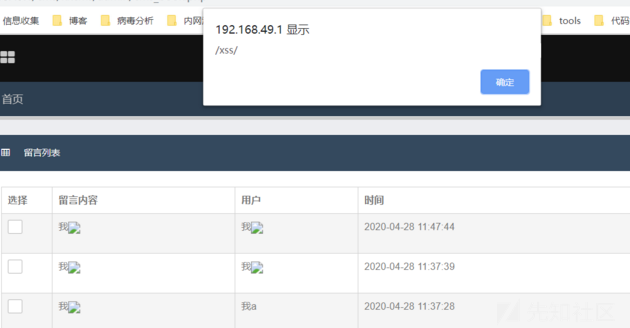 信息收集 博客 病毒分析 tools 代码
192.168.49.1 显示
/xss/
确定
首页
留言列表
选择 留言内容 用户 时间
我 我 2020-04-28 11:47:44
我 我 2020-04-28 11:37:39
我 我a 2020-04-28 11:37:28
先知社区